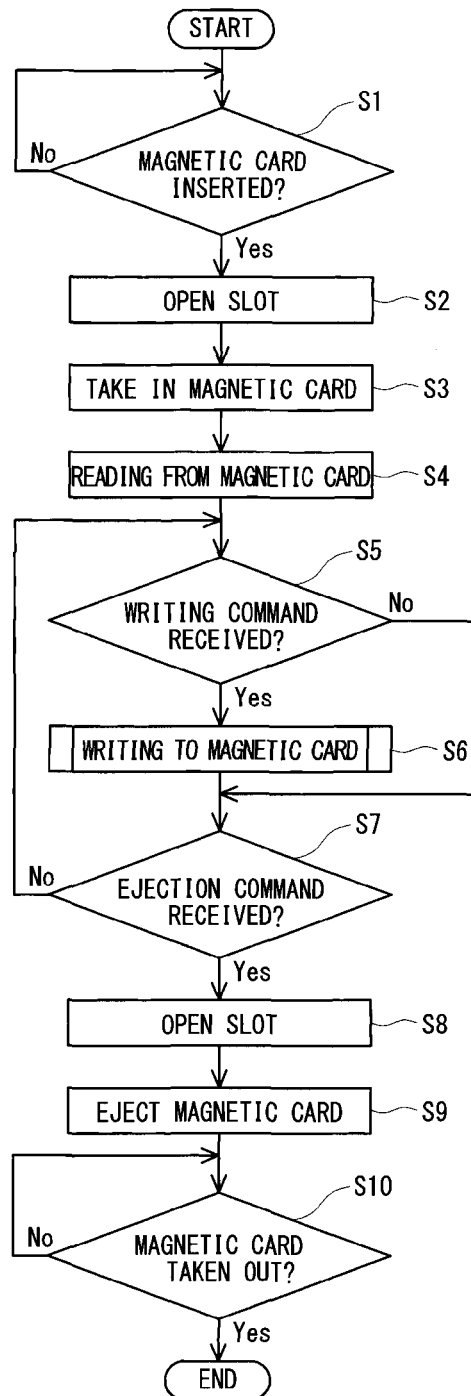 START
S1
No
MAGNETIC CARD
INSERTED?
Yes
OPEN SLOT
S2
TAKE IN MAGNETIC CARD
S3
READING FROM MAGNETIC CARD
S4
S5
WRITING COMMAND
RECEIVED?
No
Yes
WRITING TO MAGNETIC CARD
S6
S7
No
EJECTION COMMAND
RECEIVED?
Yes
OPEN SLOT
S8
EJECT MAGNETIC CARD
S9
S10
No
MAGNETIC CARD
TAKEN OUT?
Yes
END